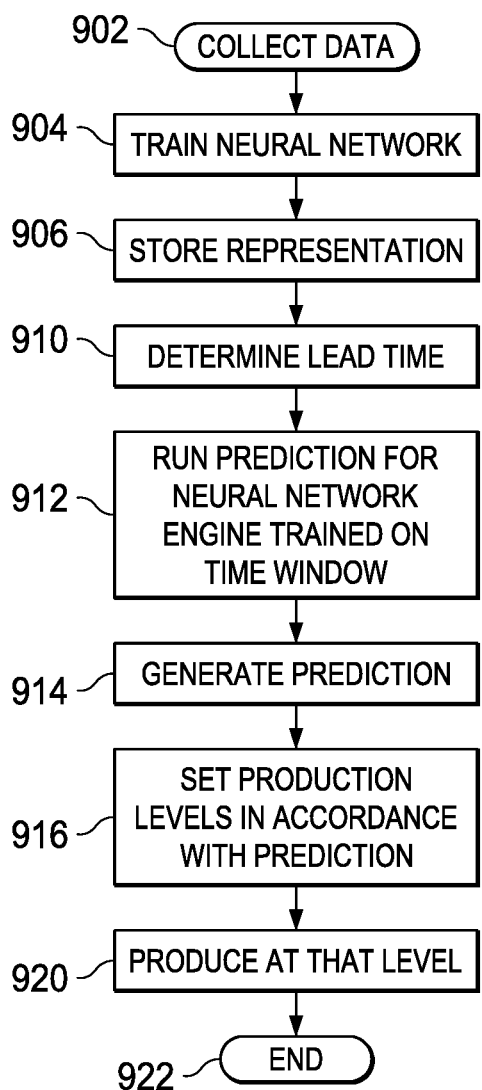 902
COLLECT DATA
904
TRAIN NEURAL NETWORK
906
STORE REPRESENTATION
910
DETERMINE LEAD TIME
912
RUN PREDICTION FOR
NEURAL NETWORK
ENGINE TRAINED ON
TIME WINDOW
914
GENERATE PREDICTION
916
SET PRODUCTION
LEVELS IN ACCORDANCE
WITH PREDICTION
920
PRODUCE AT THAT LEVEL
922
END